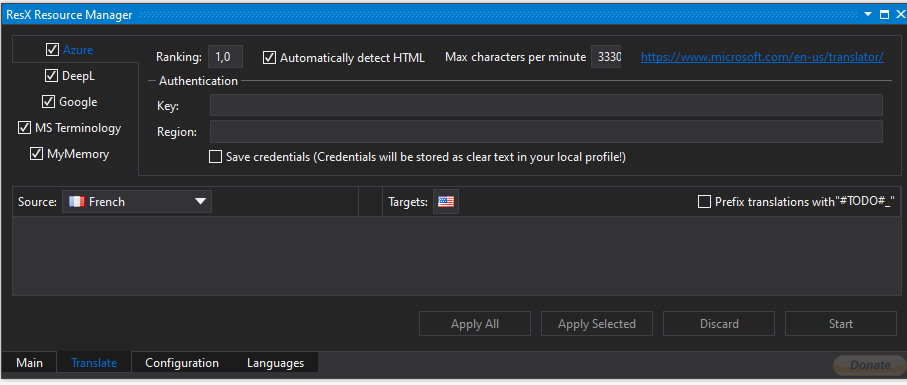 ResX Resource Manager
Azure
DeepL
Google
MS Terminology
MyMemory
Ranking: 1,0 Automatically detect HTML Max characters per minute 3330 https://www.microsoft.com/en-us/translator/
Authentication
Key:
Region:
Save credentials (Credentials will be stored as clear text in your local profile!)
Source: French Targets: Prefix translations with "#TODO#_"
Apply All Apply Selected Discard Start
Main Translate Configuration Languages Donate